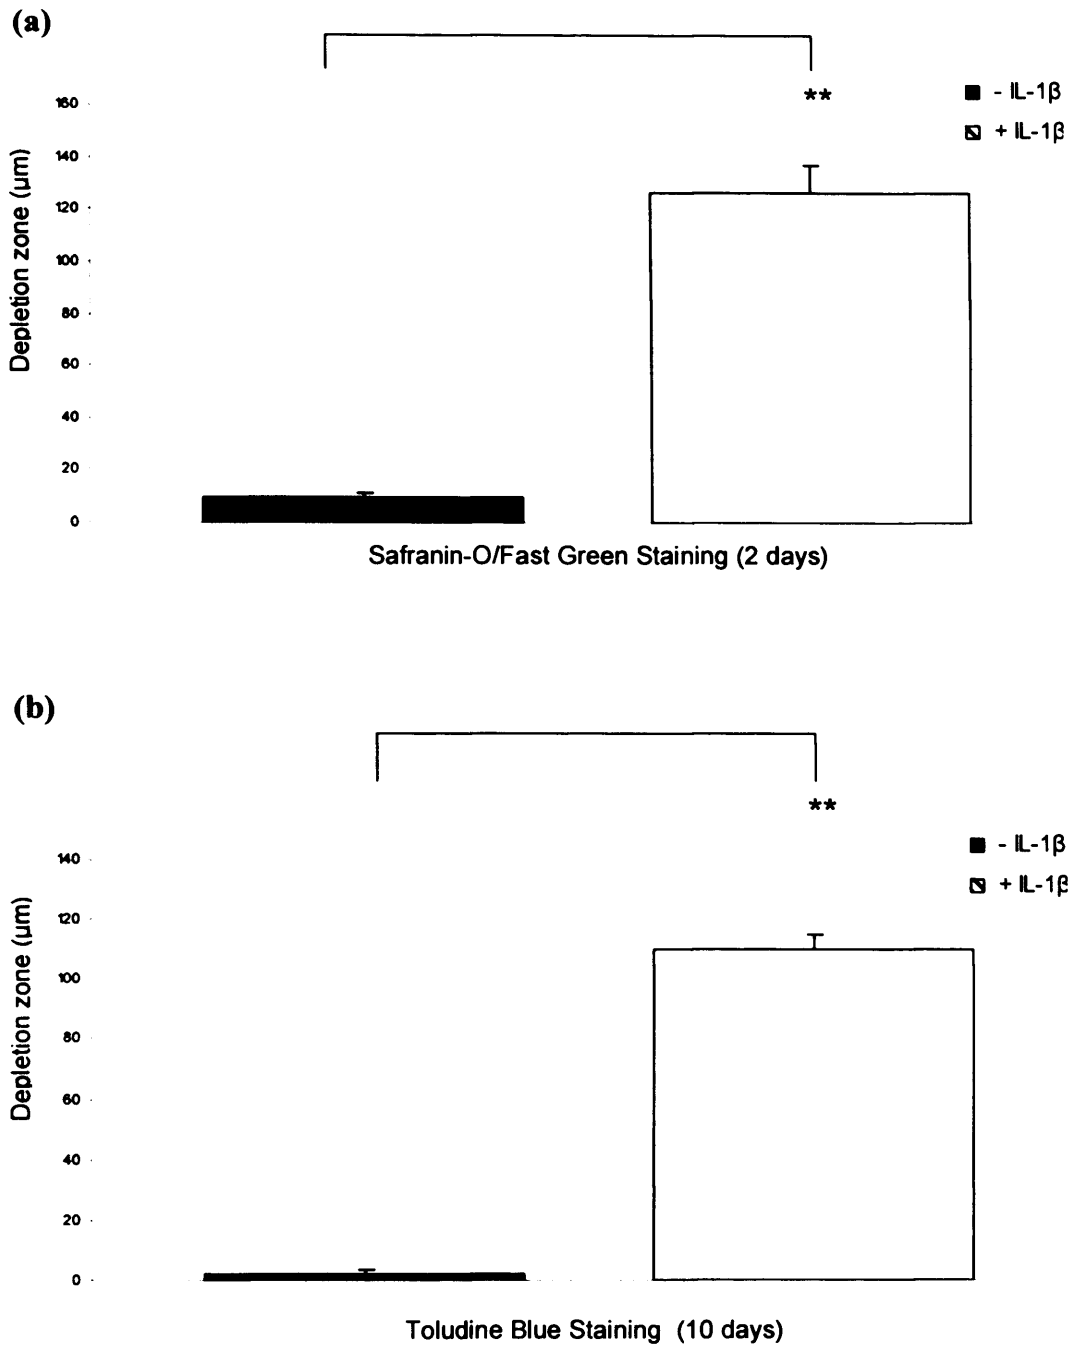 (a)
**
- IL-1β
+ IL-1β
160
140
120
100
80
60
40
20
0
Depletion zone (µm)
Safranin-O/Fast Green Staining (2 days)
(b)
**
- IL-1β
+ IL-1β
140
120
100
80
60
40
20
0
Depletion zone (µm)
Toludine Blue Staining (10 days)